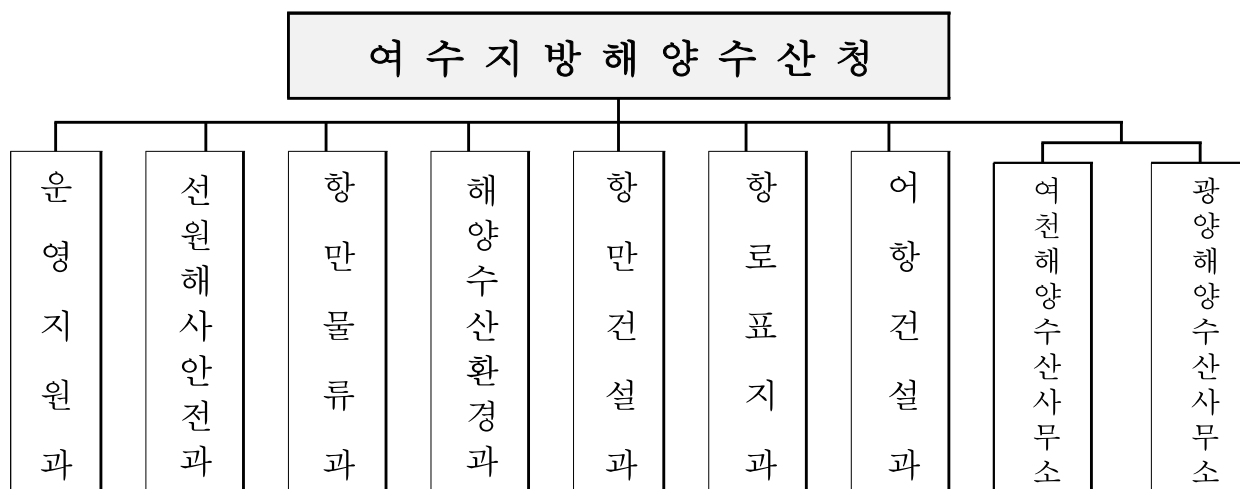 여수지방해양수산청
운영지원과
선원해사안전과
항만물류과
해양수산환경과
항만건설과
항로표지과
어항건설과
여천해양수산사무소
광양해양수산사무소